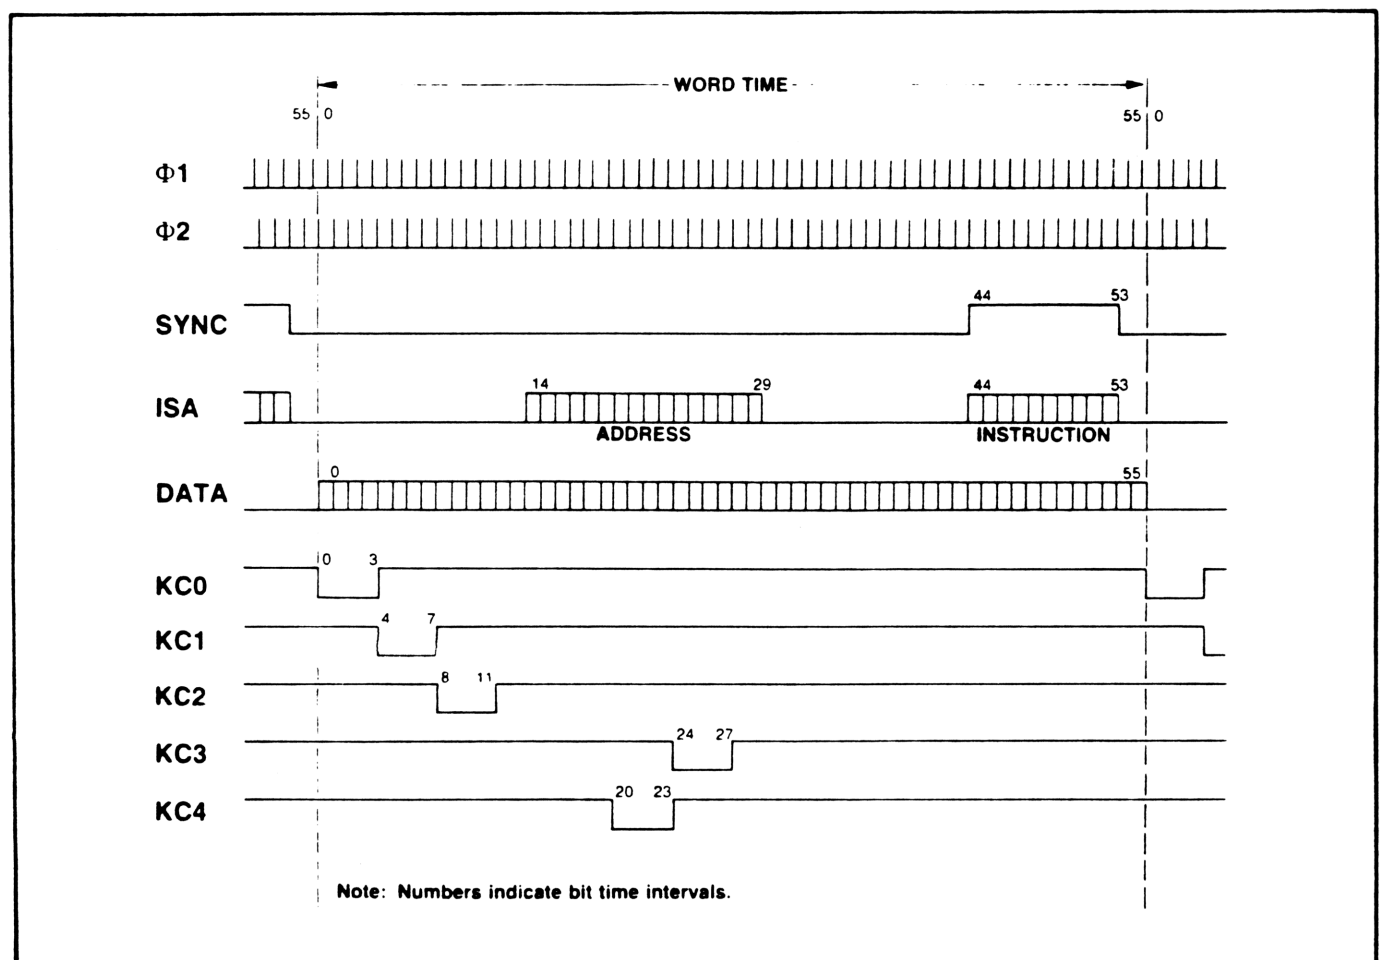 WORD TIME
55 0
55 0
Φ1
Φ2
44 53
SYNC
14 29 44 53
ISA
ADDRESS INSTRUCTION
0 55
DATA
0 3
KC0
4 7
KC1
8 11
KC2
24 27
KC3
20 23
KC4
Note: Numbers indicate bit time intervals.